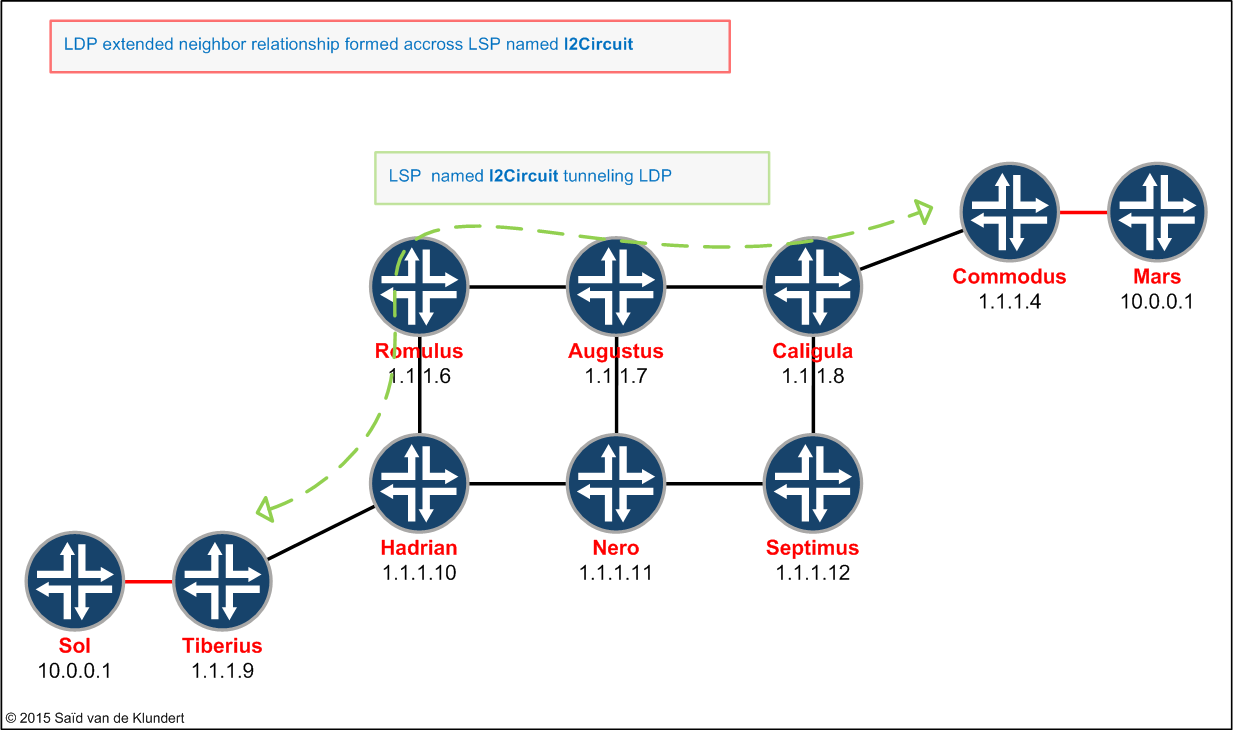 LDP extended neighbor relationship formed accross LSP named l2Circuit
LSP  named l2Circuit tunneling LDP
Commodus
1.1.1.4
Mars
10.0.0.1
Romulus
1.1.1.6
Augustus
1.1.1.7
Caligula
1.1.1.8
Hadrian
1.1.1.10
Nero
1.1.1.11
Septimus
1.1.1.12
Sol
10.0.0.1
Tiberius
1.1.1.9
© 2015 Saïd van de Klundert